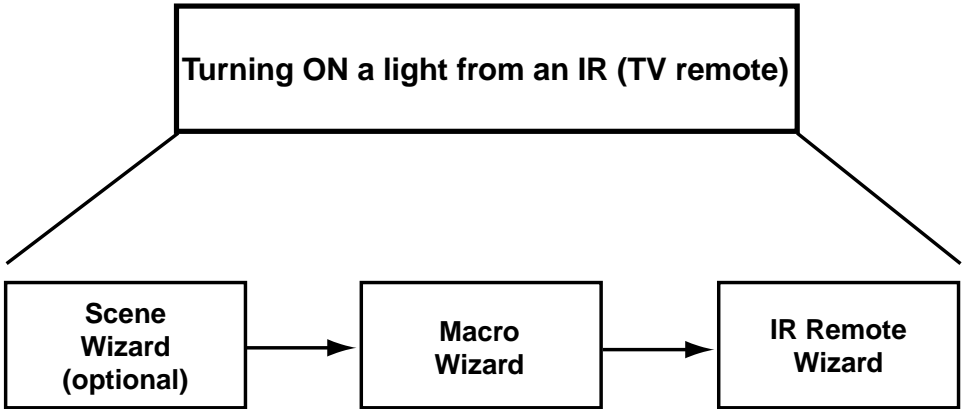 Turning ON a light from an IR (TV remote)
Scene
Wizard
(optional)
Macro
Wizard
IR Remote
Wizard